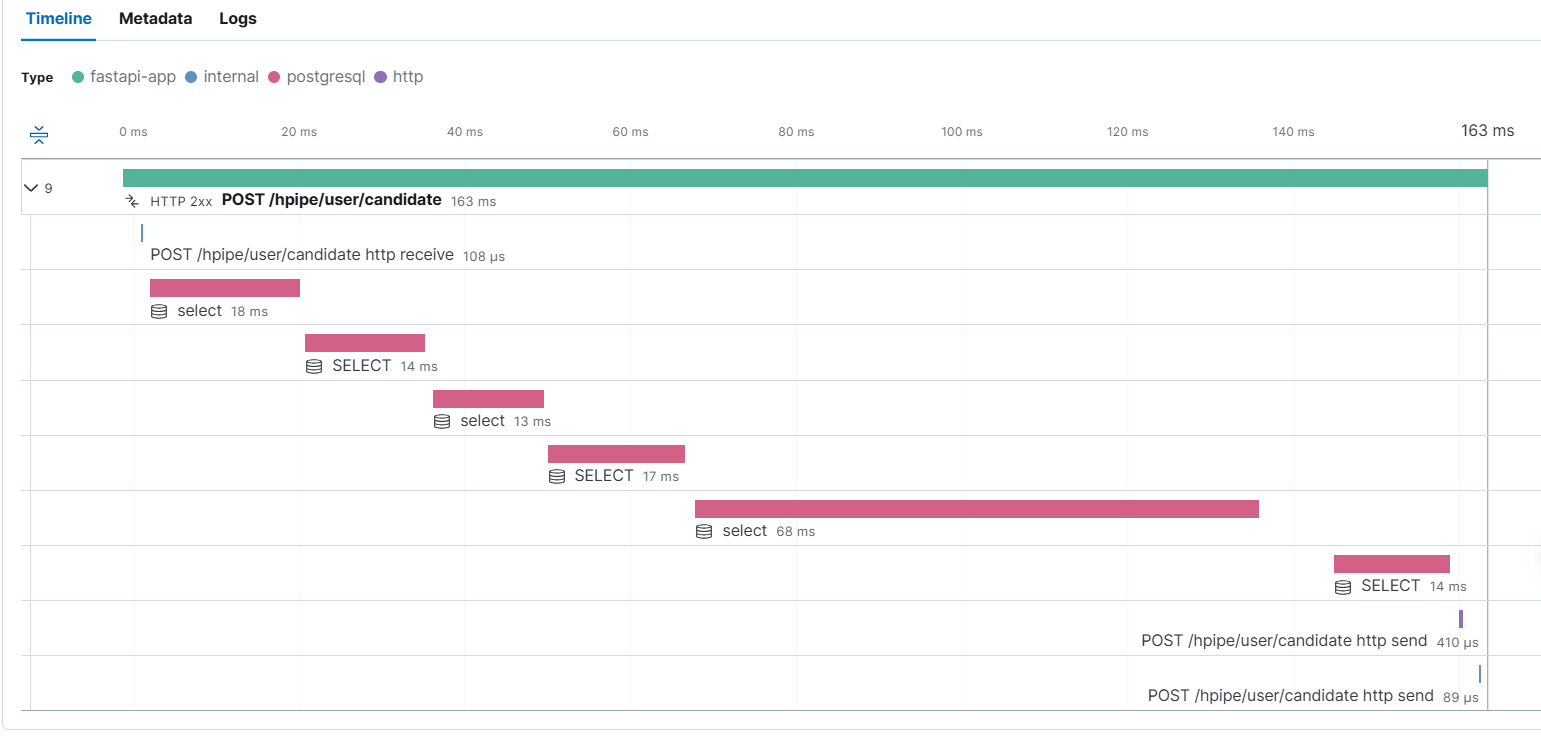 Timeline Metadata Logs
Type fastapi-app internal postgresql http
0 ms 20 ms 40 ms 60 ms 80 ms 100 ms 120 ms 140 ms 163 ms
9
HTTP 2xx POST /hpipe/user/candidate 163 ms
POST /hpipe/user/candidate http receive 108 μs
select 18 ms
SELECT 14 ms
select 13 ms
SELECT 17 ms
select 68 ms
SELECT 14 ms
POST /hpipe/user/candidate http send 410 μs
POST /hpipe/user/candidate http send 89 μs